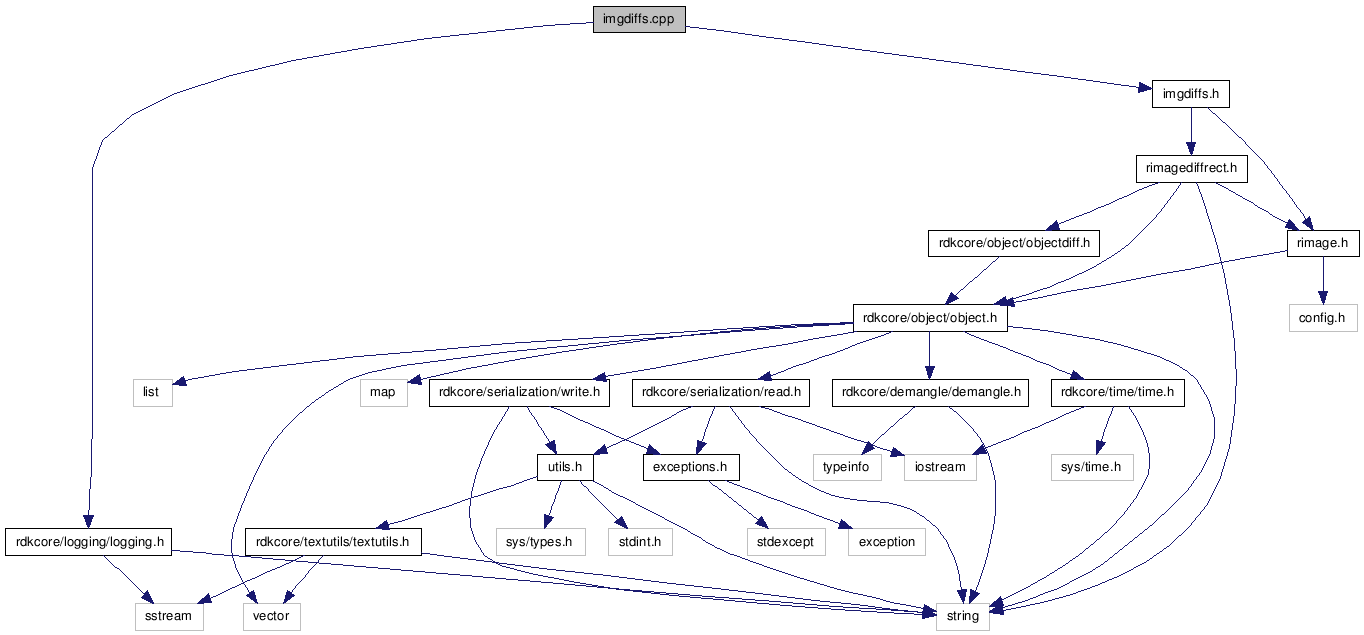 imgdiffs.cpp
imgdiffs.h
rimagediffrect.h
rdkcore/object/objectdiff.h
rimage.h
rdkcore/object/object.h
config.h
list
map
rdkcore/serialization/write.h
rdkcore/serialization/read.h
rdkcore/demangle/demangle.h
rdkcore/time/time.h
utils.h
exceptions.h
typeinfo
iostream
sys/time.h
rdkcore/logging/logging.h
rdkcore/textutils/textutils.h
sys/types.h
stdint.h
stdexcept
exception
sstream
vector
string